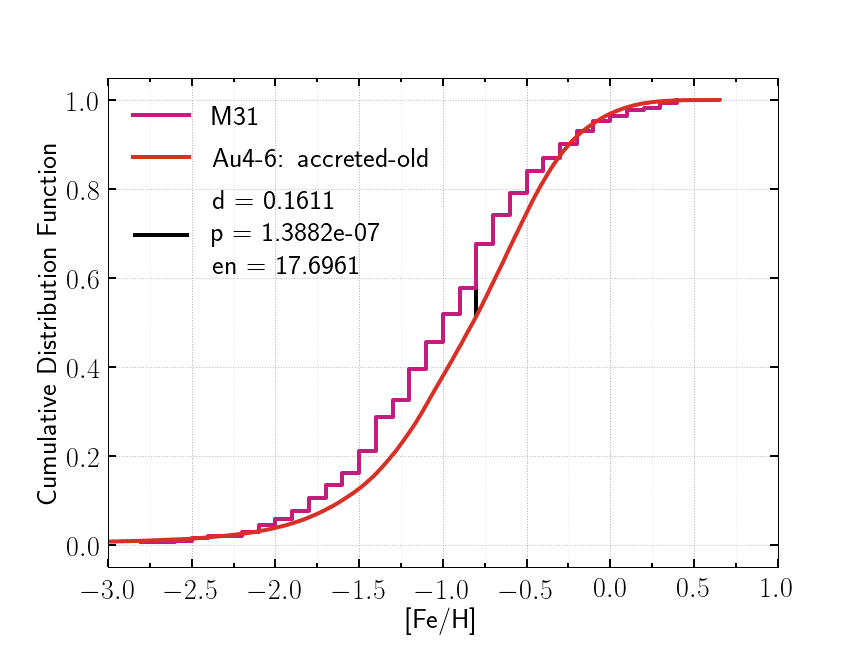 M31
Au4-6: accreted-old
d = 0.1611
p = 1.3882e-07
en = 17.6961
Cumulative Distribution Function
1.0
0.8
0.6
0.4
0.2
0.0
−3.0 −2.5 −2.0 −1.5 −1.0 −0.5 0.0 0.5 1.0
[Fe/H]